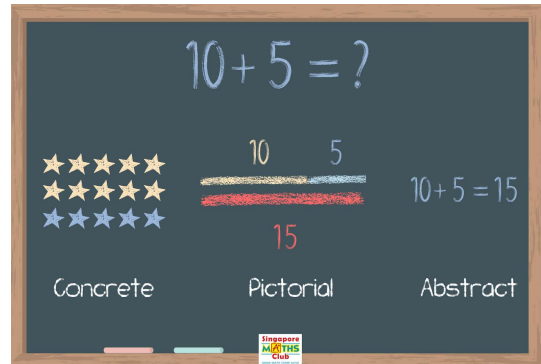 10 + 5 = ?
10 5
10 + 5 = 15
15
Concrete Pictorial Abstract
Singapore
MATHS
Club